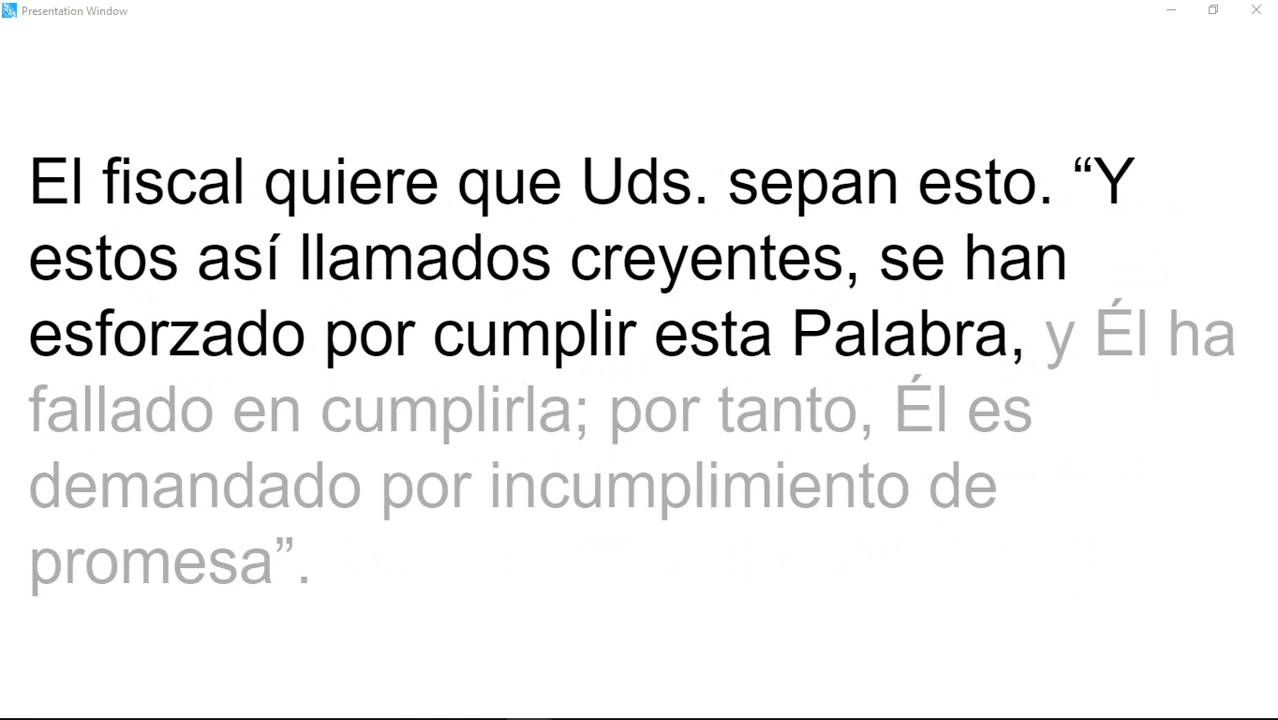 Presentation Window
El fiscal quiere que Uds. sepan esto. “Y
estos así llamados creyentes, se han
esforzado por cumplir esta Palabra, y Él ha
fallado en cumplirla; por tanto, Él es
demandado por incumplimiento de
promesa”.